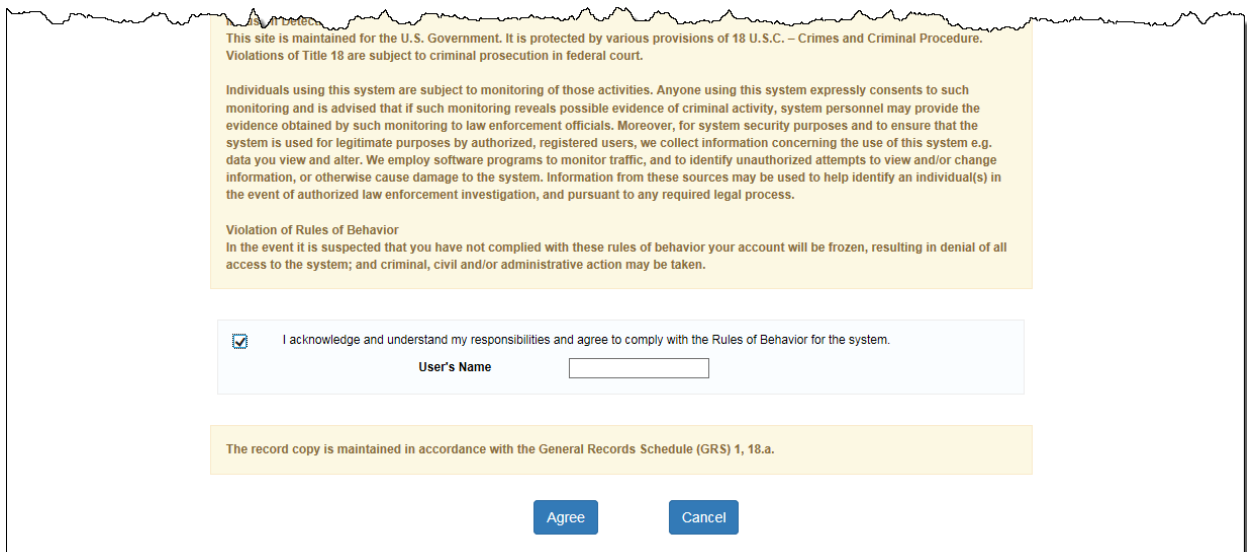 This site is maintained for the U.S. Government. It is protected by various provisions of 18 U.S.C. – Crimes and Criminal Procedure.
Violations of Title 18 are subject to criminal prosecution in federal court.
Individuals using this system are subject to monitoring of those activities. Anyone using this system expressly consents to such
monitoring and is advised that if such monitoring reveals possible evidence of criminal activity, system personnel may provide the
evidence obtained by such monitoring to law enforcement officials. Moreover, for system security purposes and to ensure that the
system is used for legitimate purposes by authorized, registered users, we collect information concerning the use of this system e.g.
data you view and alter. We employ software programs to monitor traffic, and to identify unauthorized attempts to view and/or change
information, or otherwise cause damage to the system. Information from these sources may be used to help identify an individual(s) in
the event of authorized law enforcement investigation, and pursuant to any required legal process.
Violation of Rules of Behavior
In the event it is suspected that you have not complied with these rules of behavior your account will be frozen, resulting in denial of all
access to the system; and criminal, civil and/or administrative action may be taken.
I acknowledge and understand my responsibilities and agree to comply with the Rules of Behavior for the system.
User's Name
The record copy is maintained in accordance with the General Records Schedule (GRS) 1, 18.a.
Agree Cancel